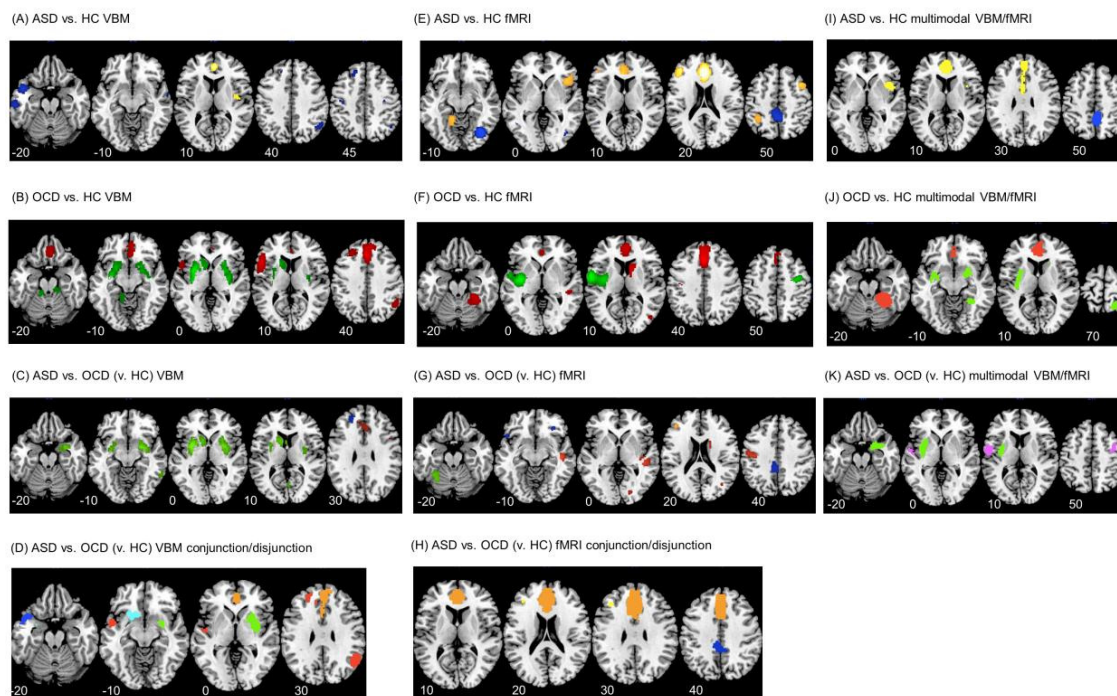 (A) ASD vs. HC VBM
-20 -10 10 40 45
(B) OCD vs. HC VBM
-20 -10 0 10 40
(C) ASD vs. OCD (v. HC) VBM
-20 -10 0 10 30
(D) ASD vs. OCD (v. HC) VBM conjunction/disjunction
-20 -10 0 30
(E) ASD vs. HC fMRI
-10 0 10 20 50
(F) OCD vs. HC fMRI
-20 0 10 40 50
(G) ASD vs. OCD (v. HC) fMRI
-20 -10 0 20 40
(H) ASD vs. OCD (v. HC) fMRI conjunction/disjunction
10 20 30 40
(I) ASD vs. HC multimodal VBM/fMRI
0 10 30 50
(J) OCD vs. HC multimodal VBM/fMRI
-20 -10 10 70
(K) ASD vs. OCD (v. HC) multimodal VBM/fMRI
-20 0 10 50